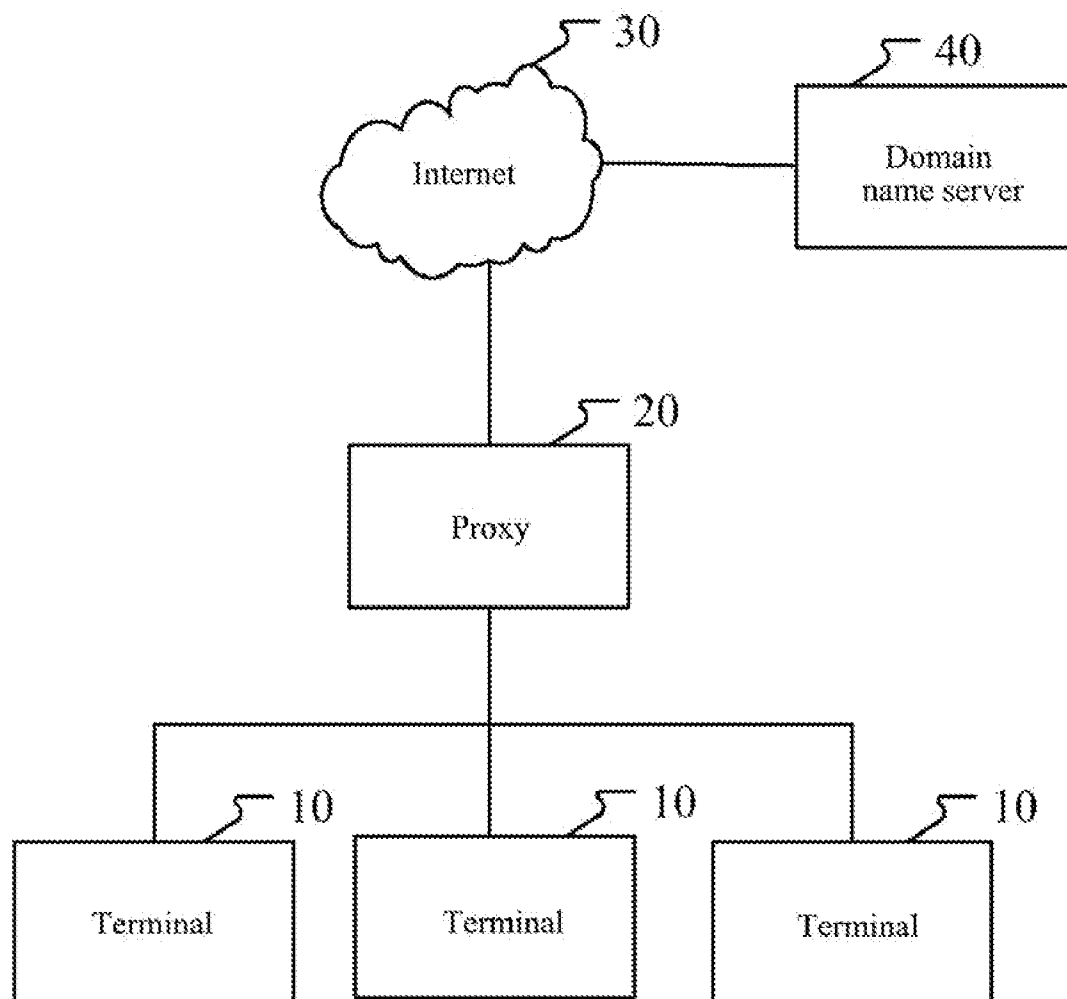 30
40
Internet
Domain
name server
20
Proxy
10
10
10
Terminal
Terminal
Terminal